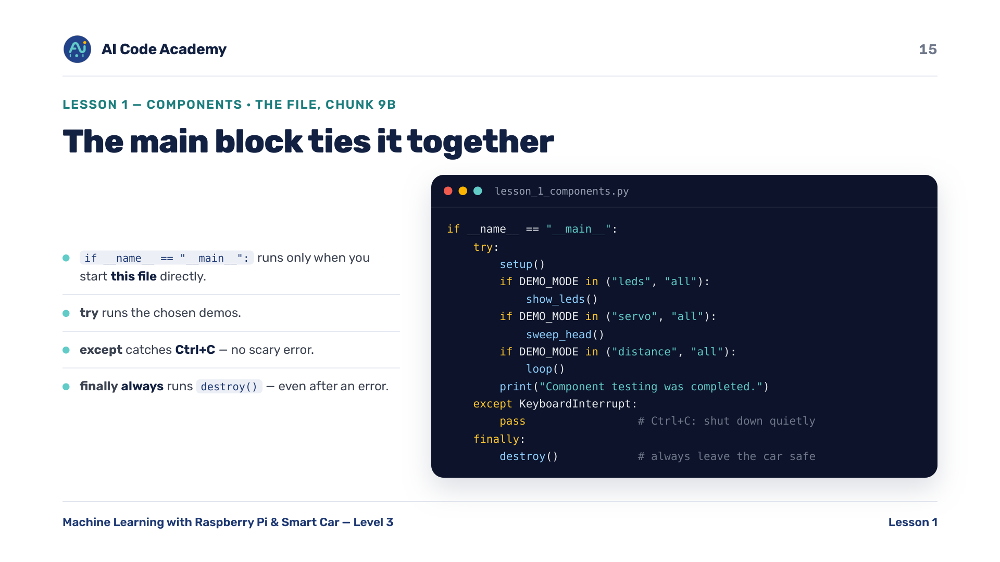 AI Code Academy
15
LESSON 1 — COMPONENTS • THE FILE, CHUNK 9B
The main block ties it together
if __name__ == "__main__": runs only when you
start this file directly.
try runs the chosen demos.
except catches Ctrl+C — no scary error.
finally always runs destroy() — even after an error.
lesson_1_components.py
if __name__ == "__main__":
    try:
        setup()
        if DEMO_MODE in ("leds", "all"):
            show_leds()
        if DEMO_MODE in ("servo", "all"):
            sweep_head()
        if DEMO_MODE in ("distance", "all"):
            loop()
        print("Component testing was completed.")
    except KeyboardInterrupt:
        pass                 # Ctrl+C: shut down quietly
    finally:
        destroy()            # always leave the car safe
Machine Learning with Raspberry Pi & Smart Car — Level 3
Lesson 1